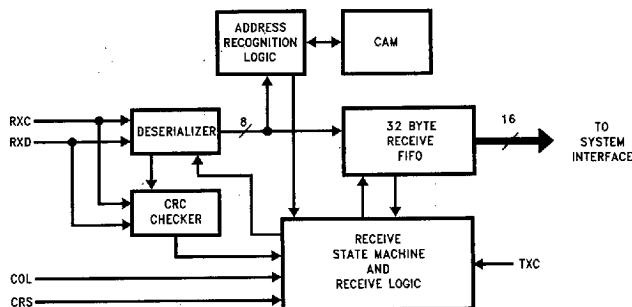 ADDRESS
RECOGNITION
LOGIC
CAM
RXC
RXD
DESERIALIZER
8
32 BYTE
RECEIVE
FIFO
16
TO
SYSTEM
INTERFACE
CRC
CHECKER
RECEIVE
STATE MACHINE
AND
RECEIVE LOGIC
TXC
COL
CRS